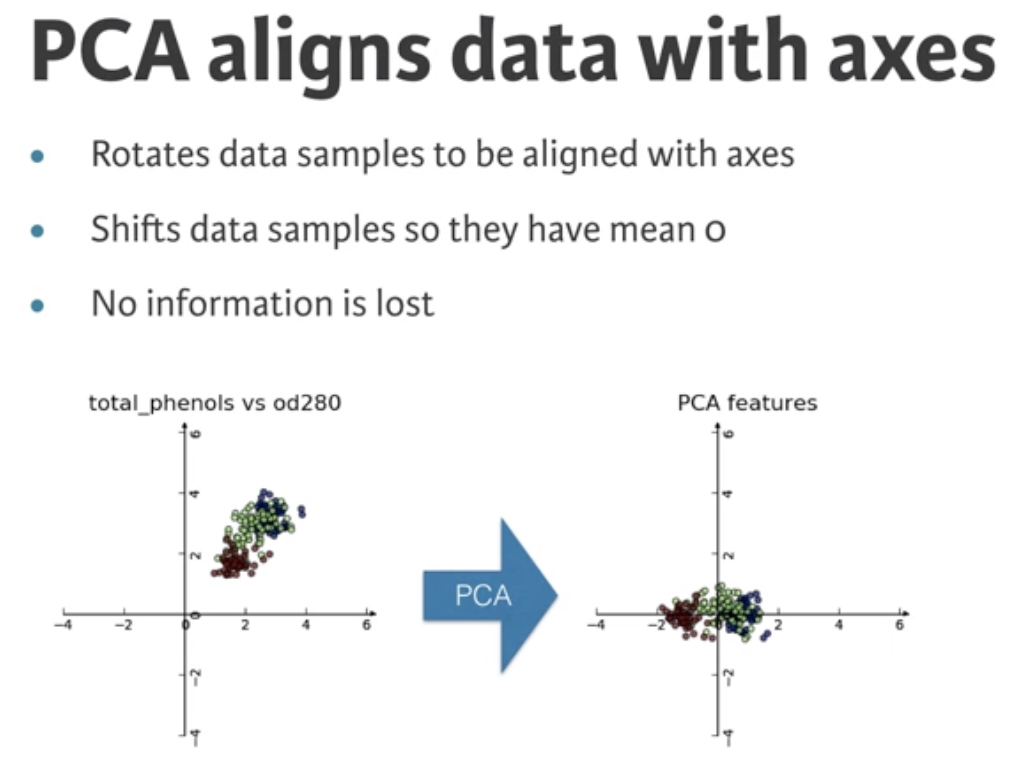 PCA aligns data with axes
• Rotates data samples to be aligned with axes
• Shifts data samples so they have mean 0
• No information is lost
total_phenols vs od280
6
4
2
0
−4 −2 0 2 4 6
−2
−4
PCA
PCA features
6
4
2
0
−4 −2 0 2 4 6
−2
−4